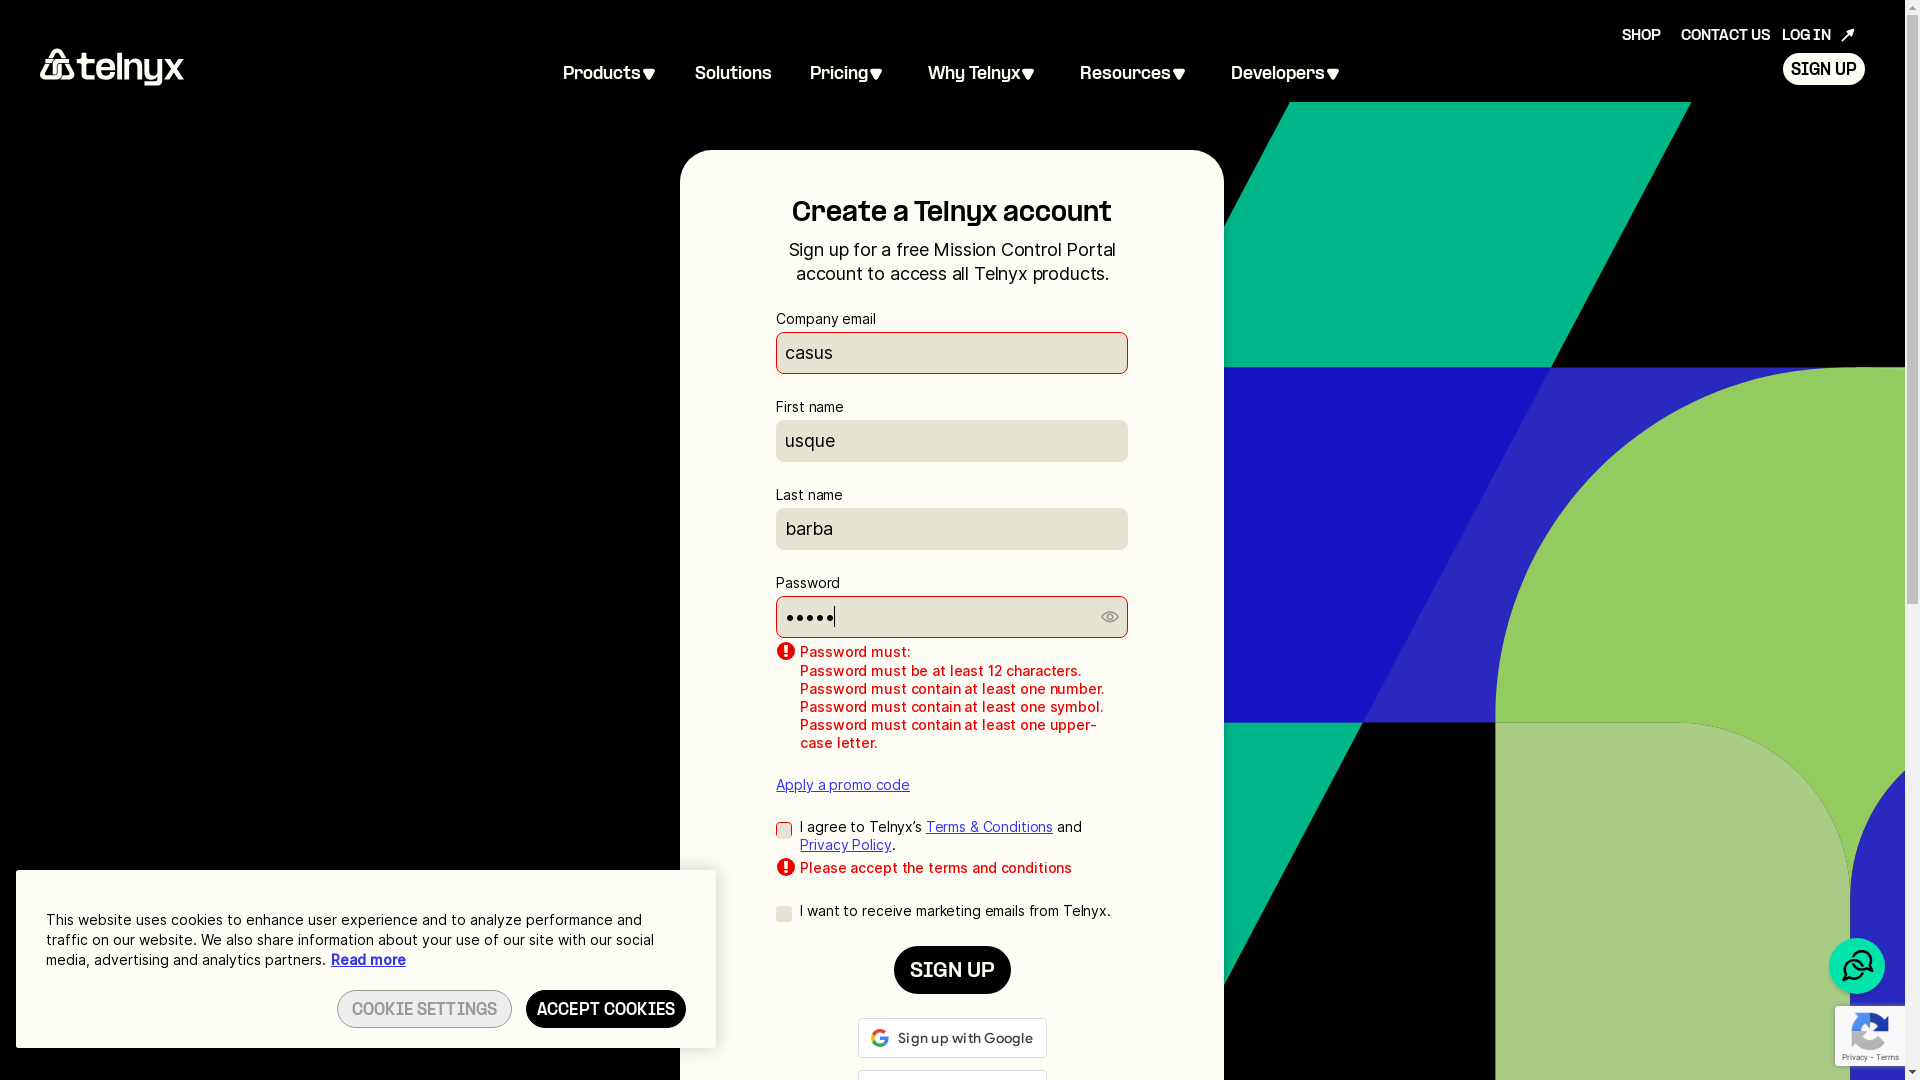 SHOP CONTACT US LOG IN
telnyx
Products Solutions Pricing Why Telnyx Resources Developers
SIGN UP
Create a Telnyx account
Sign up for a free Mission Control Portal
account to access all Telnyx products.
Company email
casus
First name
usque
Last name
barba
Password
•••••
Password must:
Password must be at least 12 characters.
Password must contain at least one number.
Password must contain at least one symbol.
Password must contain at least one upper-
case letter.
Apply a promo code
I agree to Telnyx’s Terms & Conditions and
Privacy Policy.
Please accept the terms and conditions
I want to receive marketing emails from Telnyx.
SIGN UP
Sign up with Google
This website uses cookies to enhance user experience and to analyze performance and
traffic on our website. We also share information about your use of our site with our social
media, advertising and analytics partners. Read more
COOKIE SETTINGS ACCEPT COOKIES
Privacy - Terms